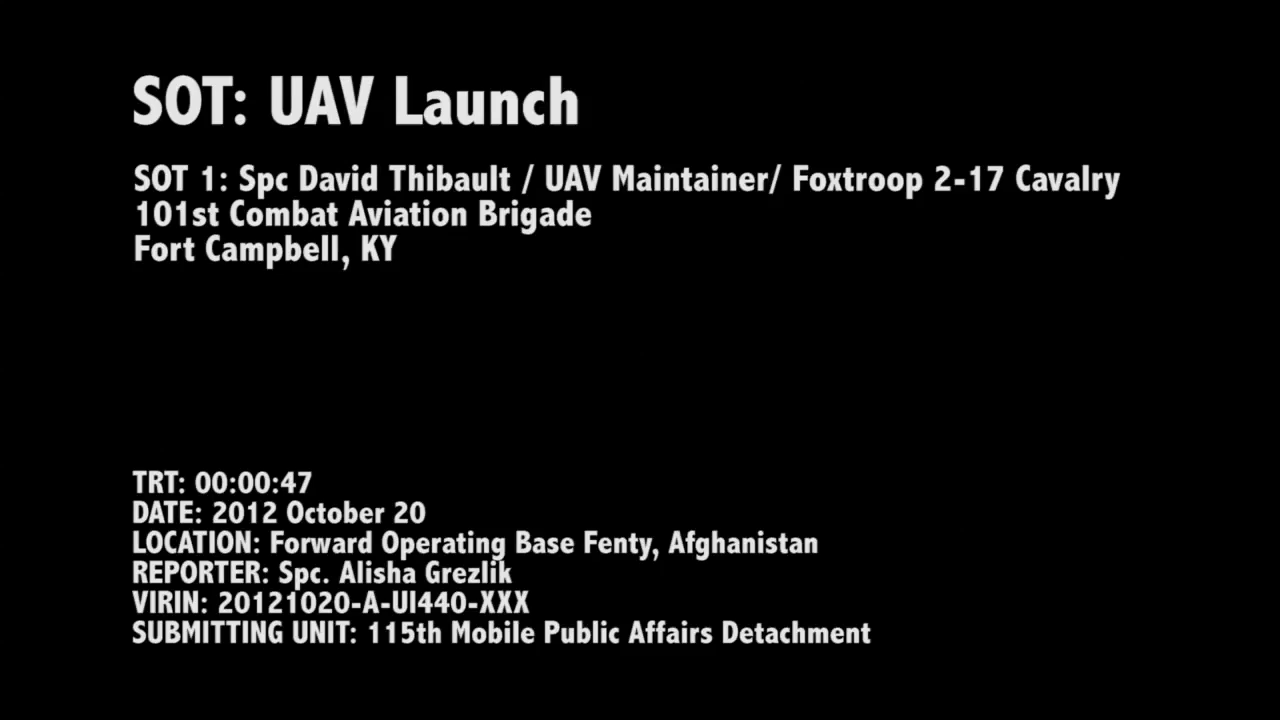 SOT: UAV Launch
SOT 1: Spc David Thibault / UAV Maintainer/ Foxtroop 2-17 Cavalry
101st Combat Aviation Brigade
Fort Campbell, KY
TRT: 00:00:47
DATE: 2012 October 20
LOCATION: Forward Operating Base Fenty, Afghanistan
REPORTER: Spc. Alisha Grezlik
VIRIN: 20121020-A-UI440-XXX
SUBMITTING UNIT: 115th Mobile Public Affairs Detachment